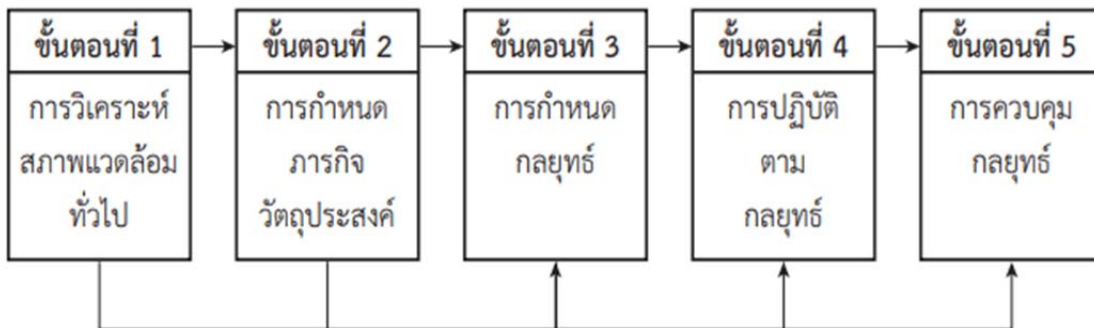 ขั้นตอนที่ 1
การวิเคราะห์
สภาพแวดล้อม
ทั่วไป
ขั้นตอนที่ 2
การกำหนด
ภารกิจ
วัตถุประสงค์
ขั้นตอนที่ 3
การกำหนด
กลยุทธ์
ขั้นตอนที่ 4
การปฏิบัติ
ตาม
กลยุทธ์
ขั้นตอนที่ 5
การควบคุม
กลยุทธ์